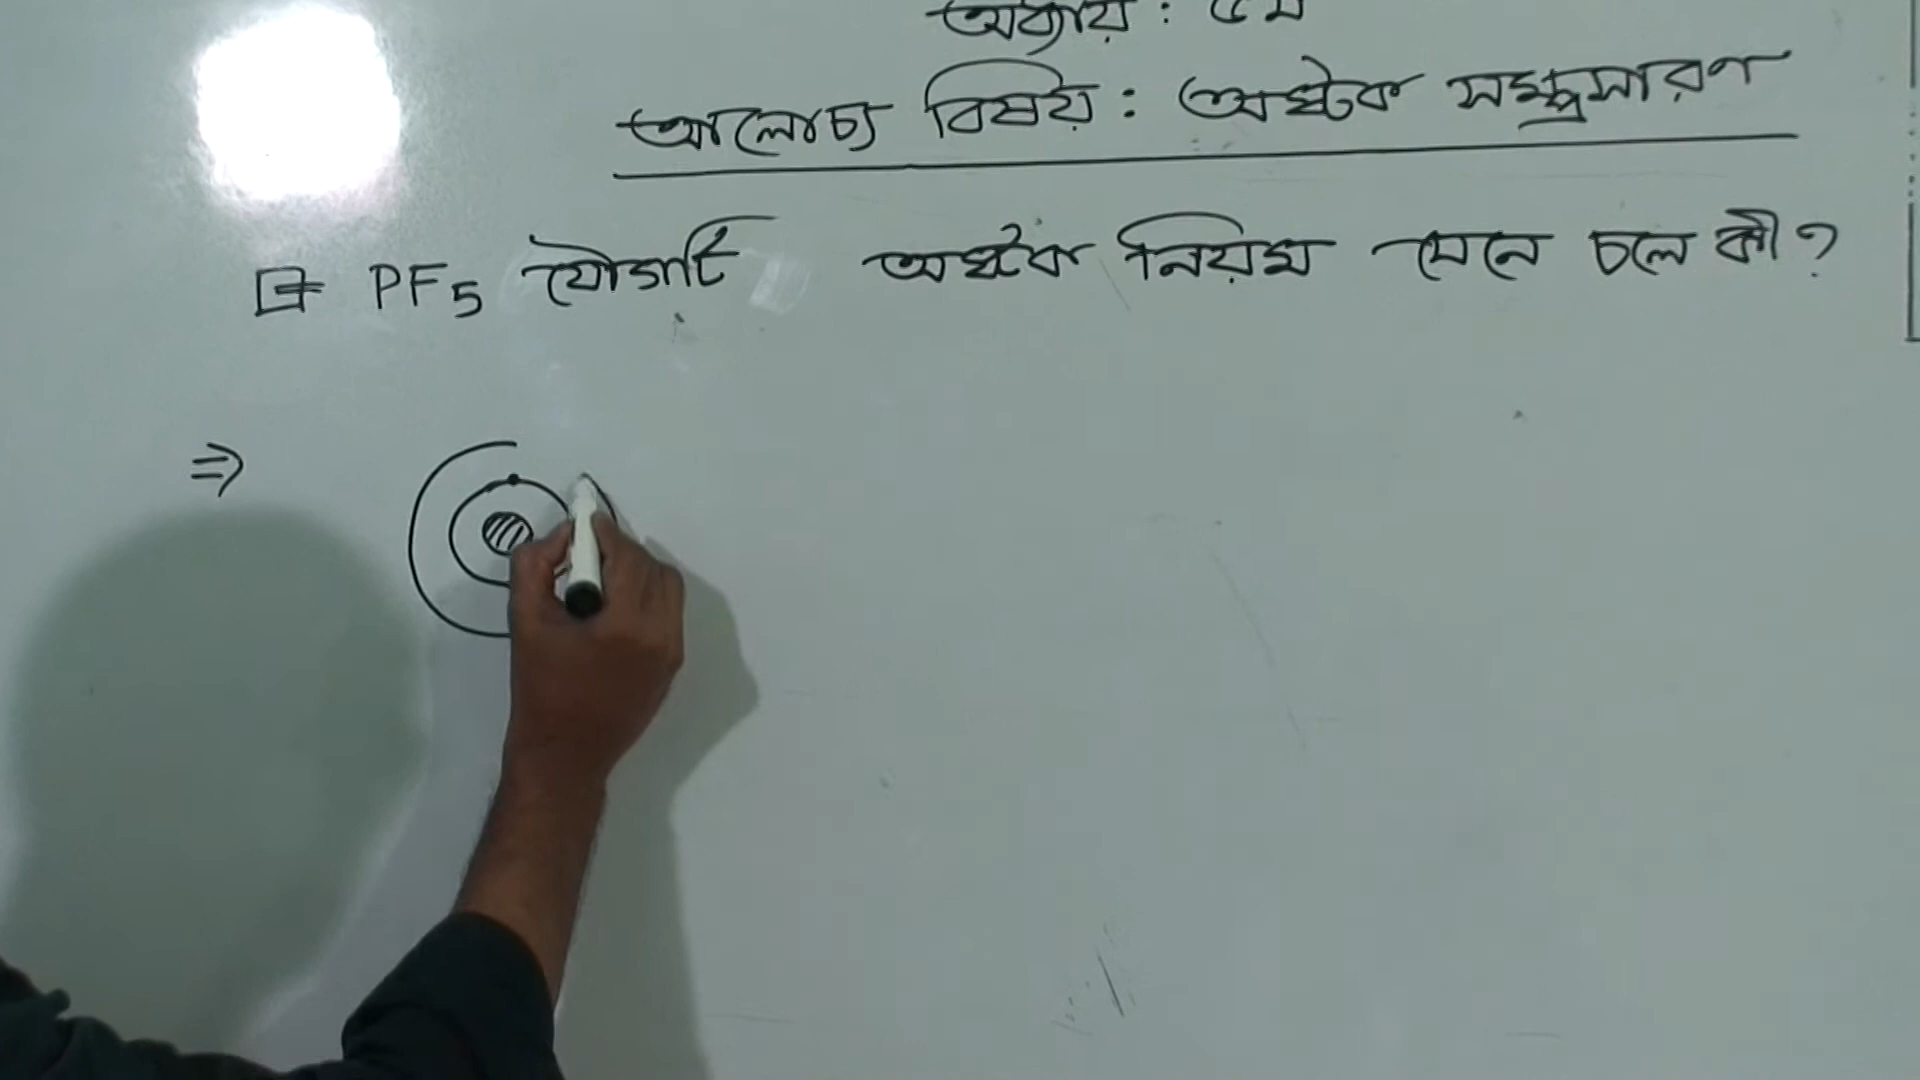 অধ্যায় : ৫ম
আলোচ্য বিষয় : অষ্টক সম্প্রসারণ
PF5 যৌগটি অষ্টক নিয়ম মেনে চলে কী?
⇒